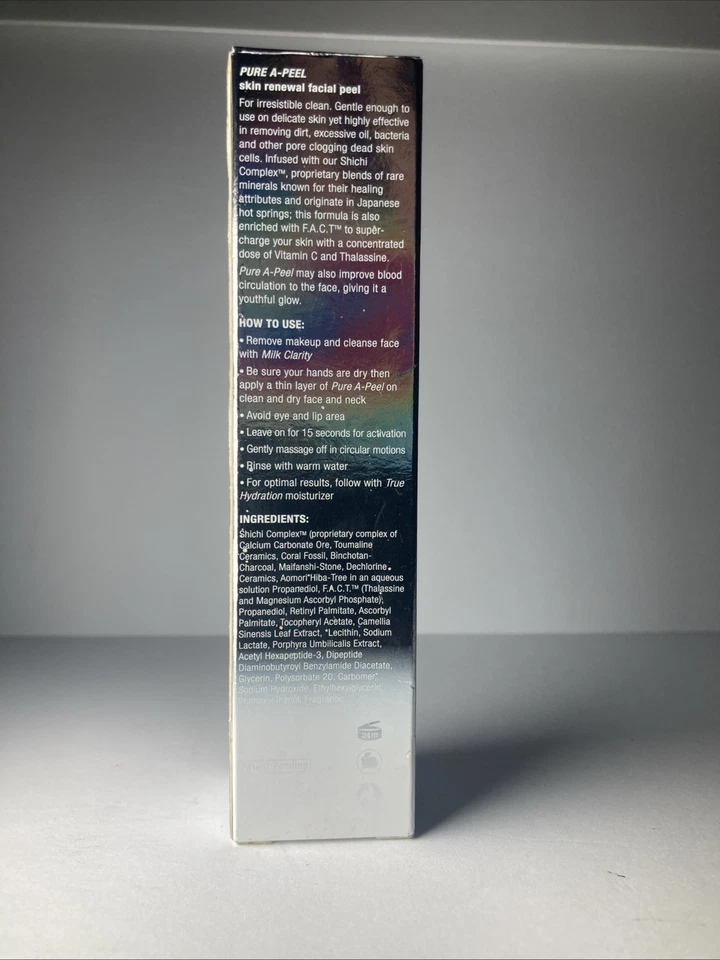 PURE A-PEEL
skin renewal facial peel
For irresistible clean. Gentle enough to
use on delicate skin yet highly effective
in removing dirt, excessive oil, bacteria
and other pore clogging dead skin
cells. Infused with our Shichi
Complex™, proprietary blends of rare
minerals known for their healing
attributes and originate in Japanese
hot springs; this formula is also
enriched with F.A.C.T™ to super-
charge your skin with a concentrated
dose of Vitamin C and Thalassine.
Pure A-Peel may also improve blood
circulation to the face, giving it a
youthful glow.
HOW TO USE:
• Remove makeup and cleanse face
with Milk Clarity
• Be sure your hands are dry then
apply a thin layer of Pure A-Peel on
clean and dry face and neck
• Avoid eye and lip area
• Leave on for 15 seconds for activation
• Gently massage off in circular motions
• Rinse with warm water
• For optimal results, follow with True
Hydration moisturizer
INGREDIENTS:
Shichi Complex™ (proprietary complex of
Calcium Carbonate Ore, Toumaline
Ceramics, Coral Fossil, Binchotan-
Charcoal, Maifanshi-Stone, Dechlorine
Ceramics, Aomori Hiba-Tree in an aqueous
solution Propanediol, F.A.C.T.™ (Thalassine
and Magnesium Ascorbyl Phosphate),
Propanediol, Retinyl Palmitate, Ascorbyl
Palmitate, Tocopheryl Acetate, Camellia
Sinensis Leaf Extract, *Lecithin, Sodium
Lactate, Porphyra Umbilicalis Extract,
Acetyl Hexapeptide-3, Dipeptide
Diaminobutyroyl Benzylamide Diacetate,
Glycerin, Polysorbate 20, Carbomer,
Sodium Hydroxide, Ethylhexylglycerin,
24M